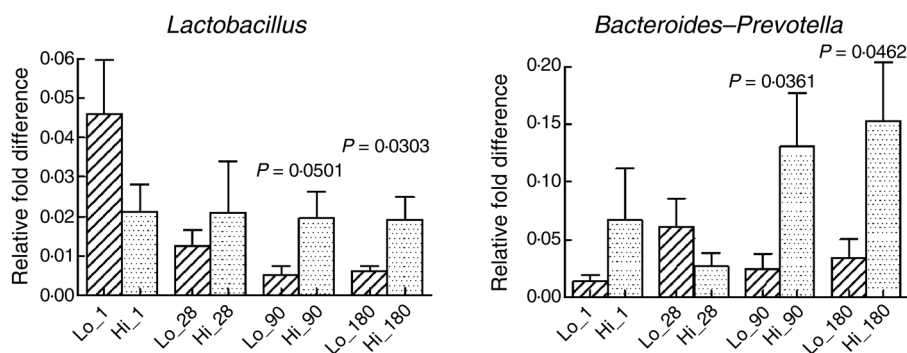 Lactobacillus
Relative fold difference
0·06
0·05
0·04
0·03
0·02
0·01
0·00
P = 0·0501
P = 0·0303
Lo_1
Hi_1
Lo_28
Hi_28
Lo_90
Hi_90
Lo_180
Hi_180
Bacteroides–Prevotella
Relative fold difference
0·20
0·15
0·10
0·05
0·00
P = 0·0361
P = 0·0462
Lo_1
Hi_1
Lo_28
Hi_28
Lo_90
Hi_90
Lo_180
Hi_180